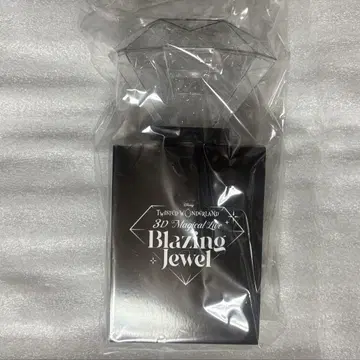 Disney
TWISTED WONDERLAND
3D Magical Live
Blazing
Jewel